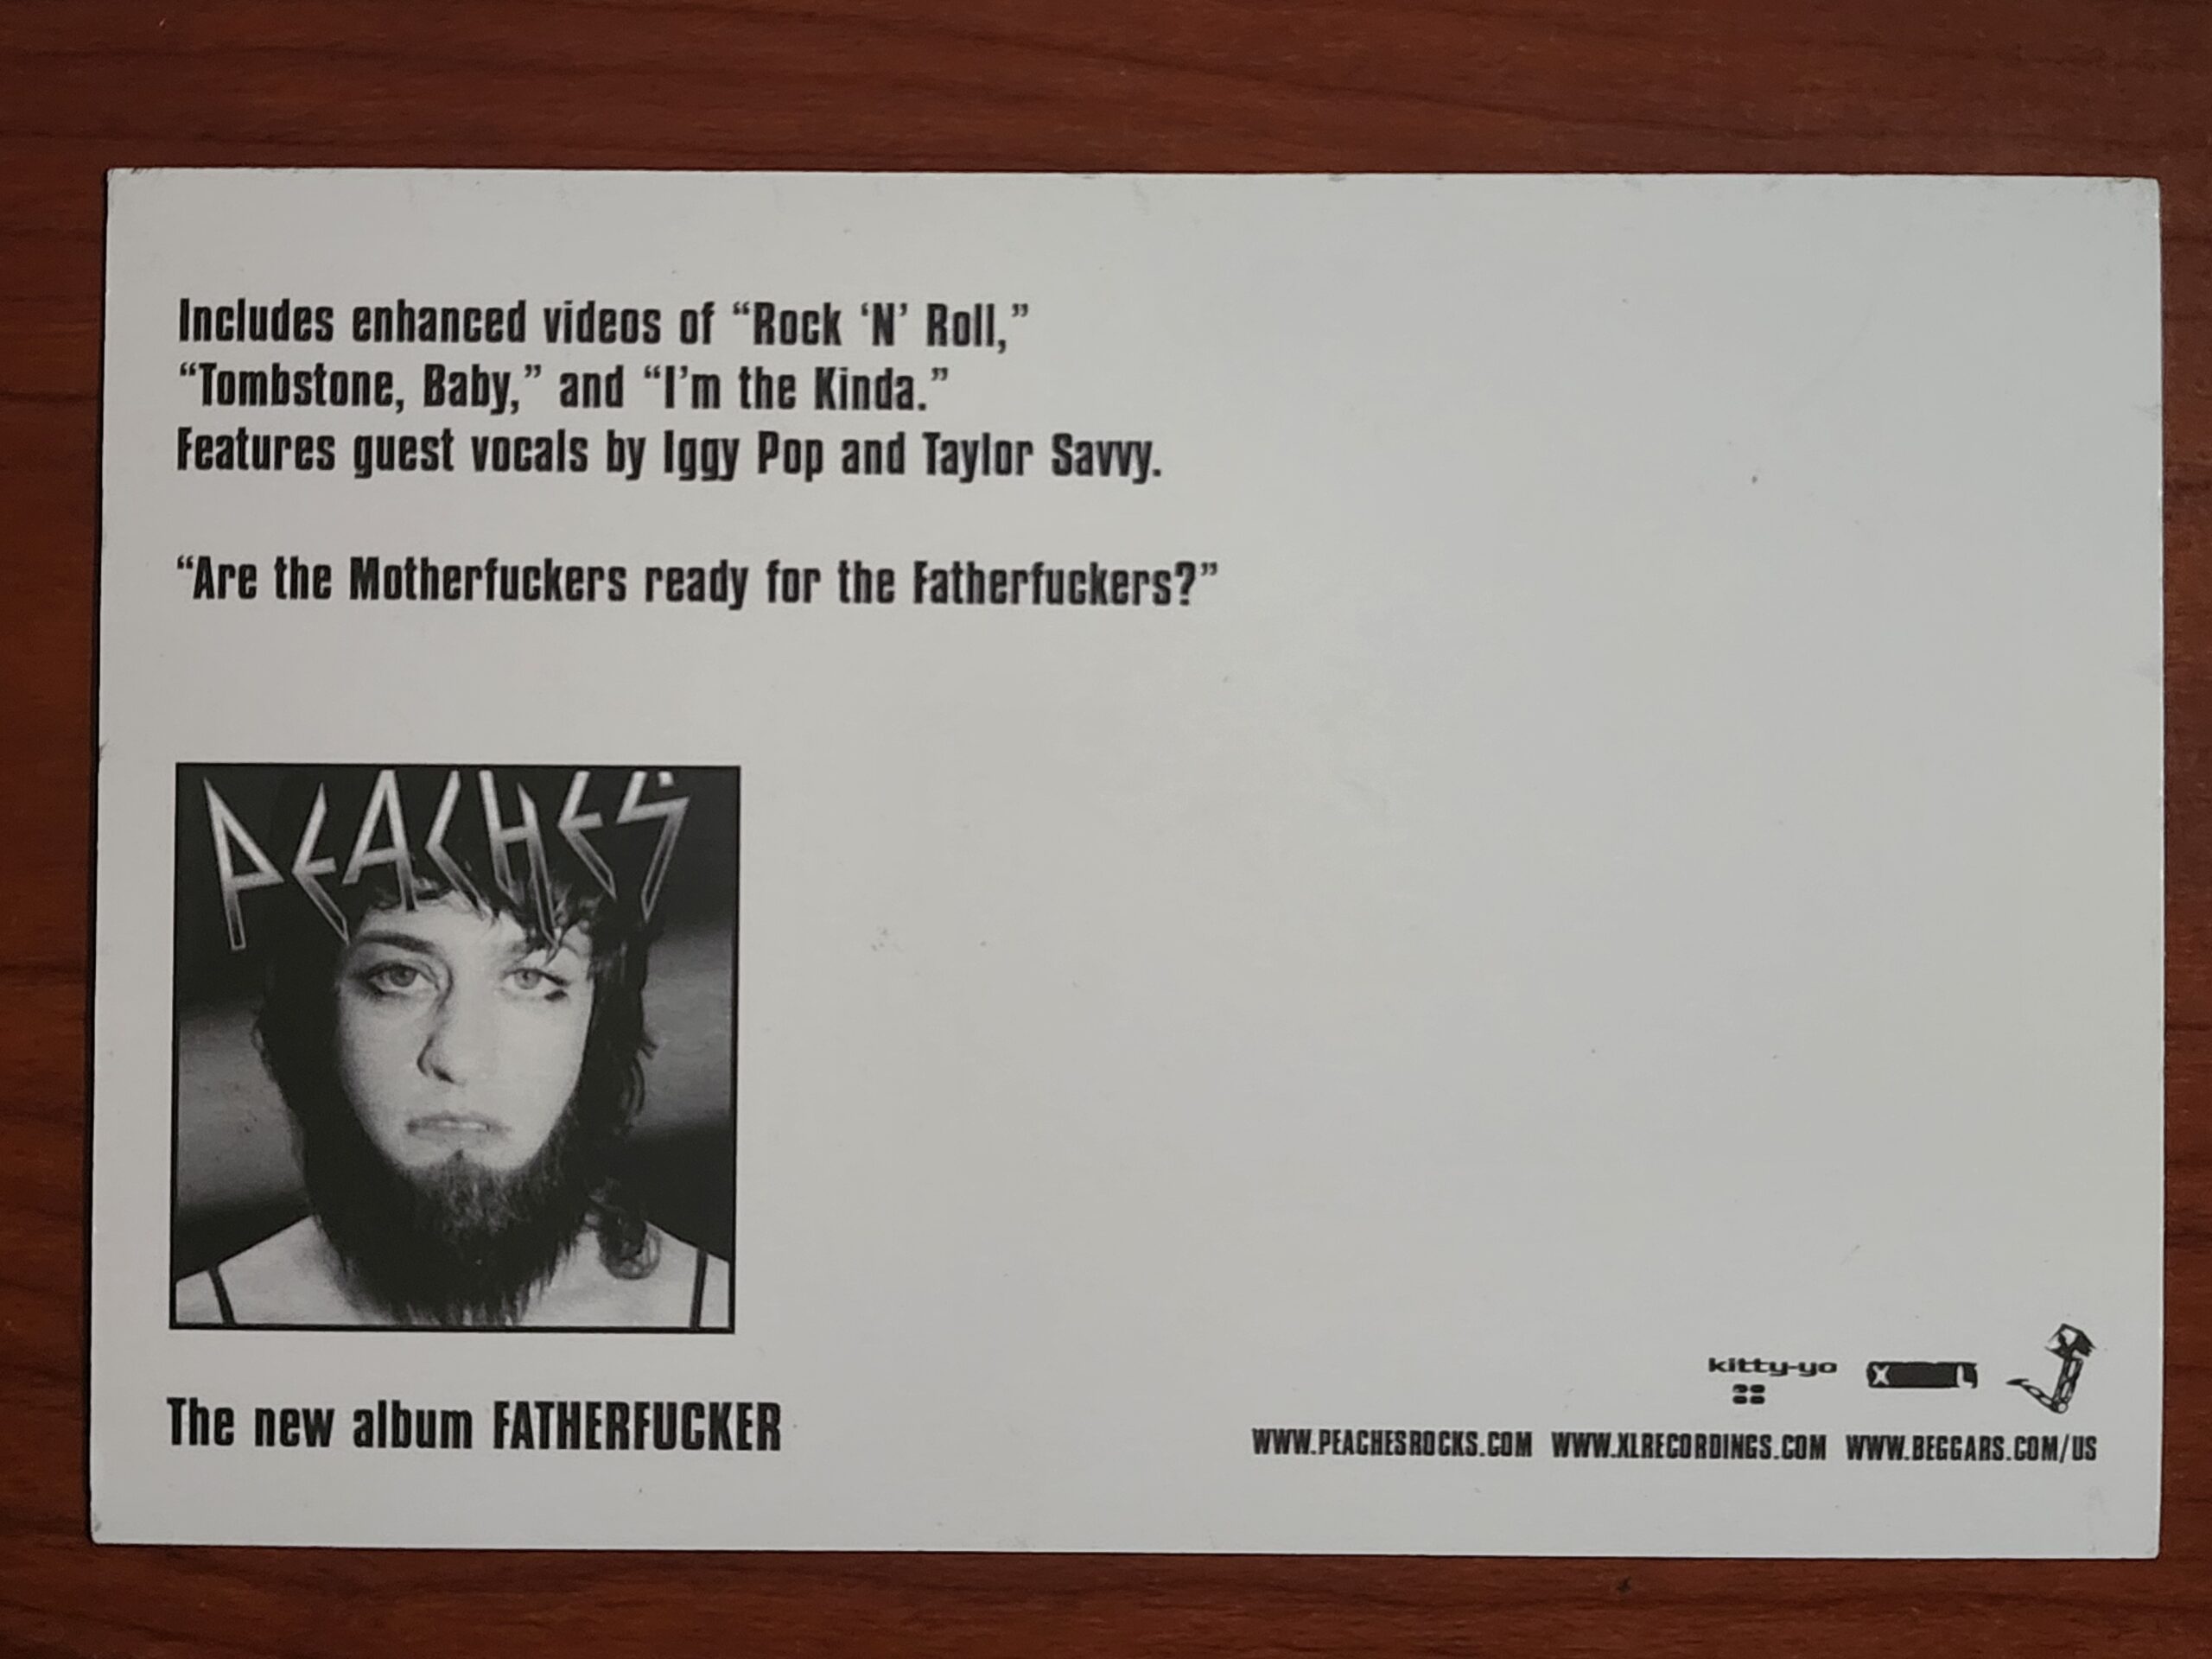 Includes enhanced videos of “Rock ‘N’ Roll,”
“Tombstone, Baby,” and “I’m the Kinda.”
Features guest vocals by Iggy Pop and Taylor Savvy.
“Are the Motherfuckers ready for the Fatherfuckers?”
PEACHES
The new album FATHERFUCKER
kitty-yo
XL
WWW.PEACHESROCKS.COM WWW.XLRECORDINGS.COM WWW.BEGGARS.COM/US